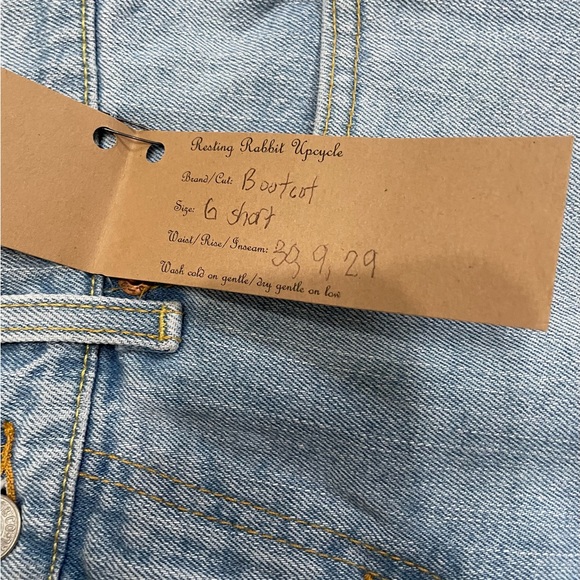 Resting Rabbit Upcycle
Brand/Cut: Bootcut
Size: 6 short
Waist/Rise/Inseam: 30, 9, 29
Wash cold on gentle/dry gentle on low